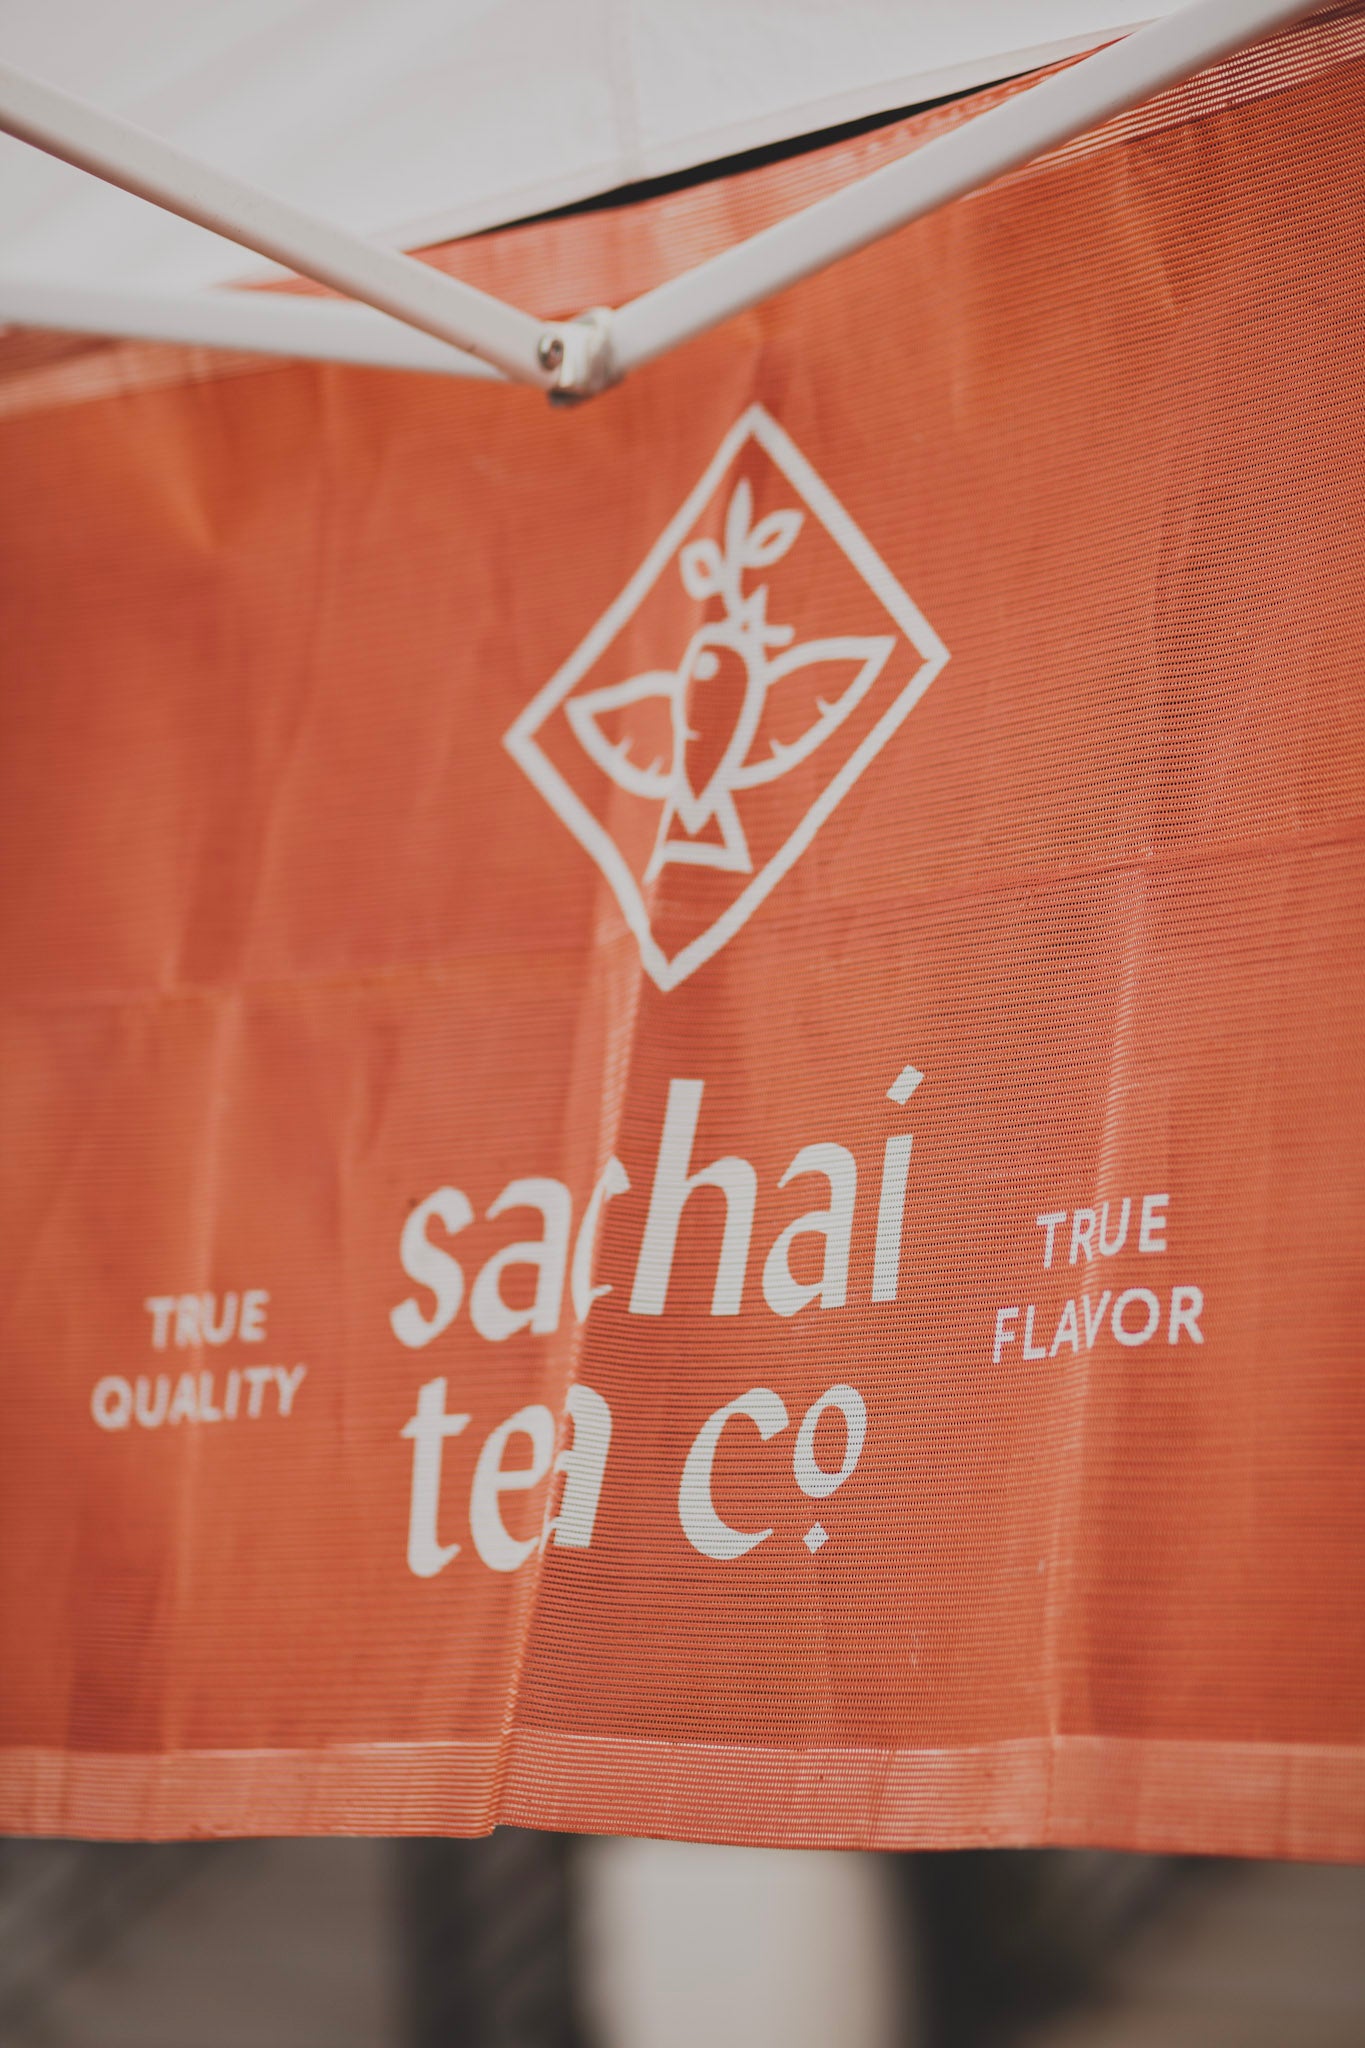 sachai
tea co.
TRUE
QUALITY
TRUE
FLAVOR